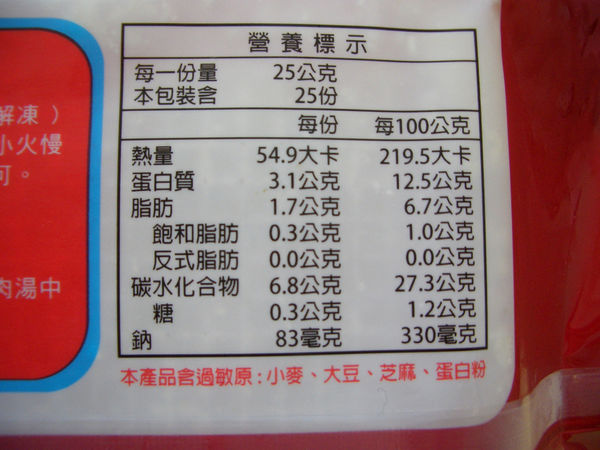 營養標示
每一份量 25公克
本包裝含 25份
每份 每100公克
熱量 54.9大卡 219.5大卡
蛋白質 3.1公克 12.5公克
脂肪 1.7公克 6.7公克
飽和脂肪 0.3公克 1.0公克
反式脂肪 0.0公克 0.0公克
碳水化合物 6.8公克 27.3公克
糖 0.3公克 1.2公克
鈉 83毫克 330毫克
本產品含過敏原:小麥、大豆、芝麻、蛋白粉
解凍)
小火慢
可。
肉湯中